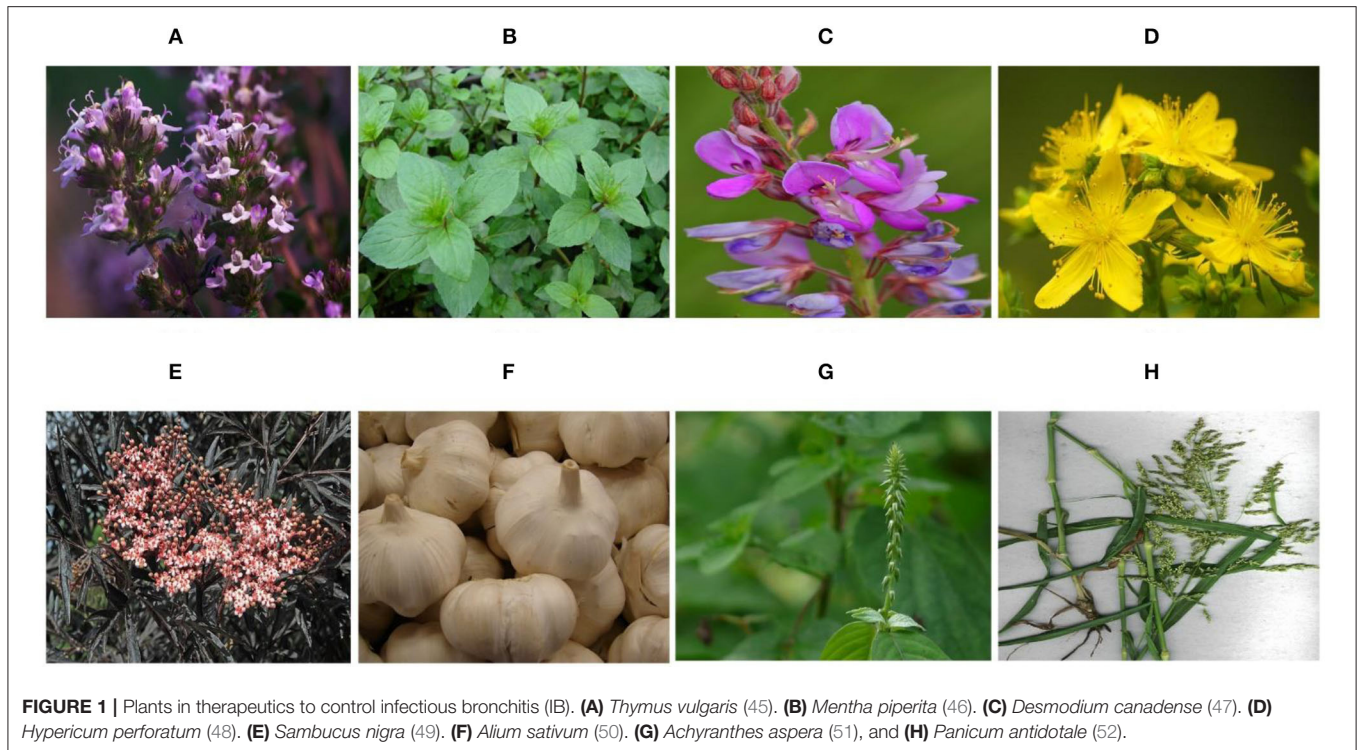 A B C D
E F G H
FIGURE 1 | Plants in therapeutics to control infectious bronchitis (IB). (A) Thymus vulgaris (45). (B) Mentha piperita (46). (C) Desmodium canadense (47). (D)
Hypericum perforatum (48). (E) Sambucus nigra (49). (F) Alium sativum (50). (G) Achyranthes aspera (51), and (H) Panicum antidotale (52).